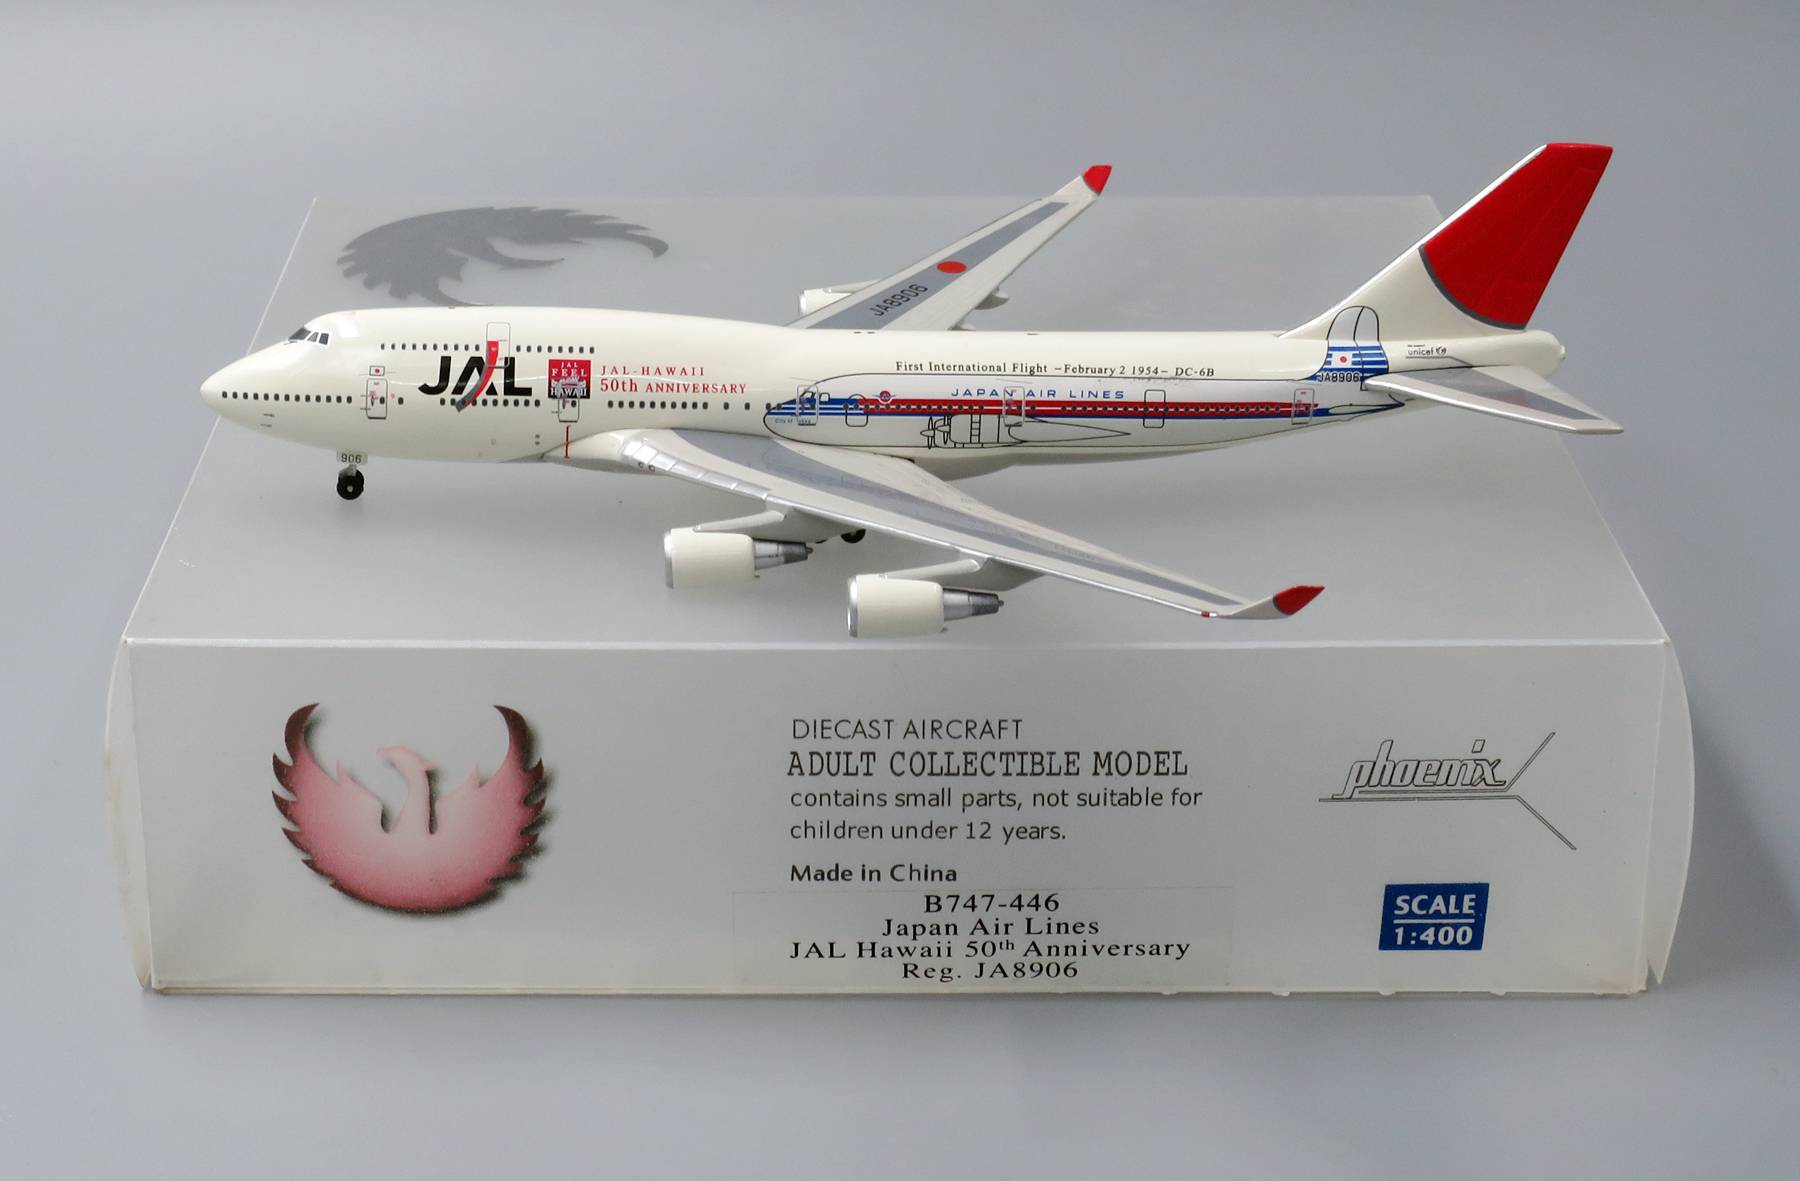 JAL
JAL
FEEL
HAWAII
JAL-HAWAII
50th ANNIVERSARY
First International Flight -February 2 1954- DC-6B
JAPAN AIR LINES
unicef
JA8906
JA8906
906
City of
DIECAST AIRCRAFT
ADULT COLLECTIBLE MODEL
contains small parts, not suitable for
children under 12 years.
Made in China
B747-446
Japan Air Lines
JAL Hawaii 50th Anniversary
Reg. JA8906
phoenix
SCALE
1:400